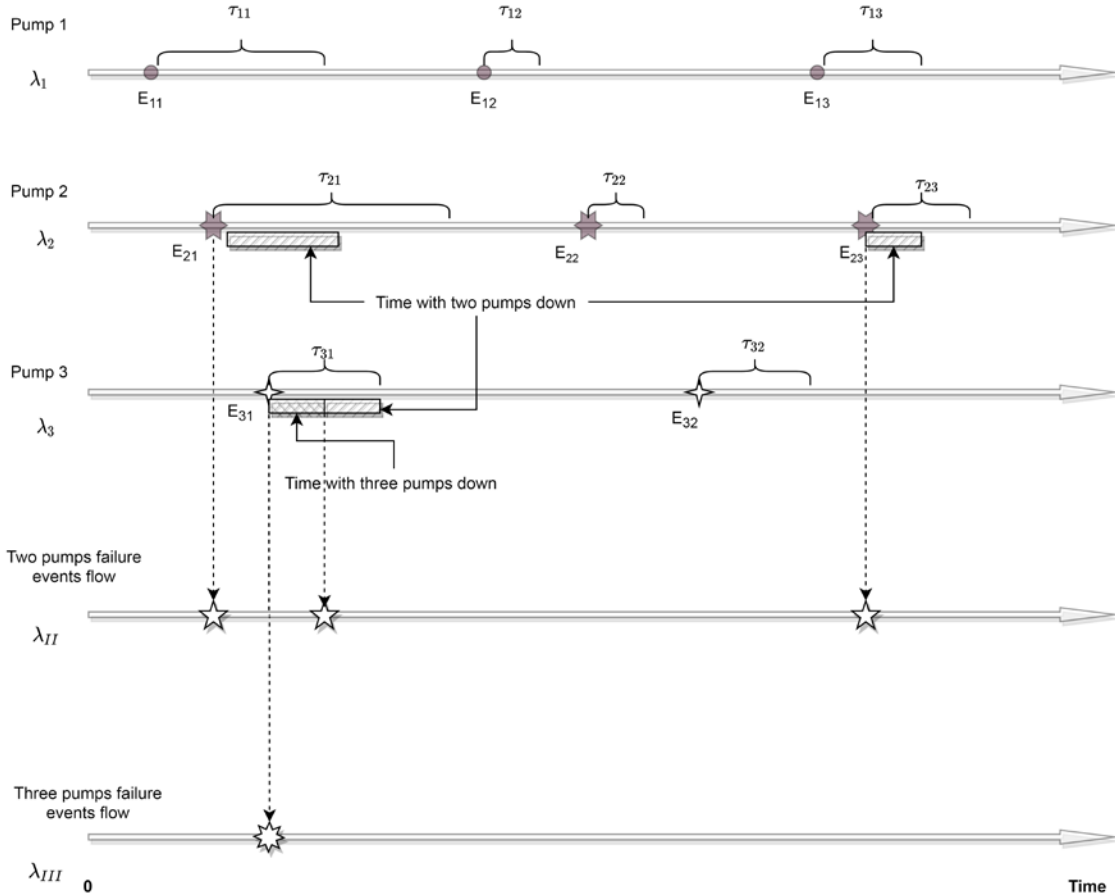 Pump 1
τ11
τ12
τ13
λ1
E11
E12
E13
Pump 2
τ21
τ22
τ23
λ2
E21
E22
E23
Time with two pumps down
Pump 3
τ31
τ32
λ3
E31
E32
Time with three pumps down
Two pumps failure
events flow
λII
Three pumps failure
events flow
λIII
0
Time